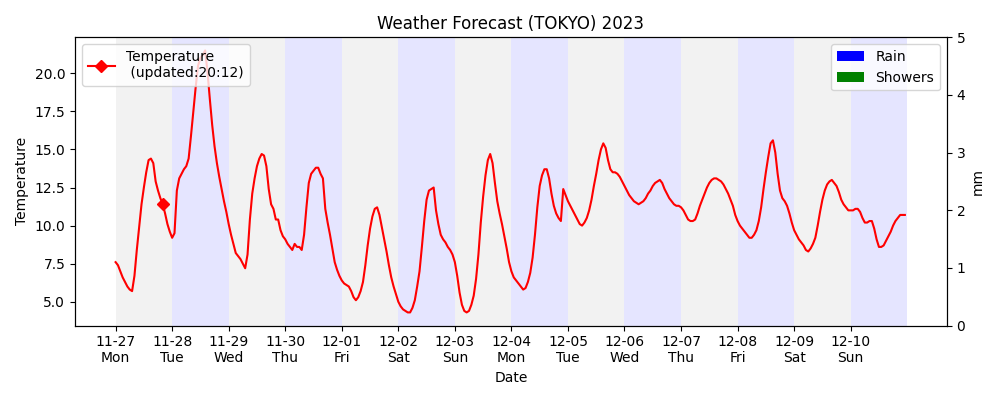 Weather Forecast (TOKYO) 2023
Temperature
(updated:20:12)
Rain
Showers
Temperature
20.0
17.5
15.0
12.5
10.0
7.5
5.0
5
4
3
2
1
0
mm
11-27 11-28 11-29 11-30 12-01 12-02 12-03 12-04 12-05 12-06 12-07 12-08 12-09 12-10
Mon Tue Wed Thu Fri Sat Sun Mon Tue Wed Thu Fri Sat Sun
Date